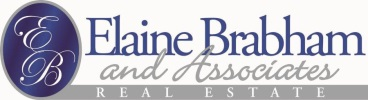 EB
Elaine Brabham
and Associates
REAL ESTATE